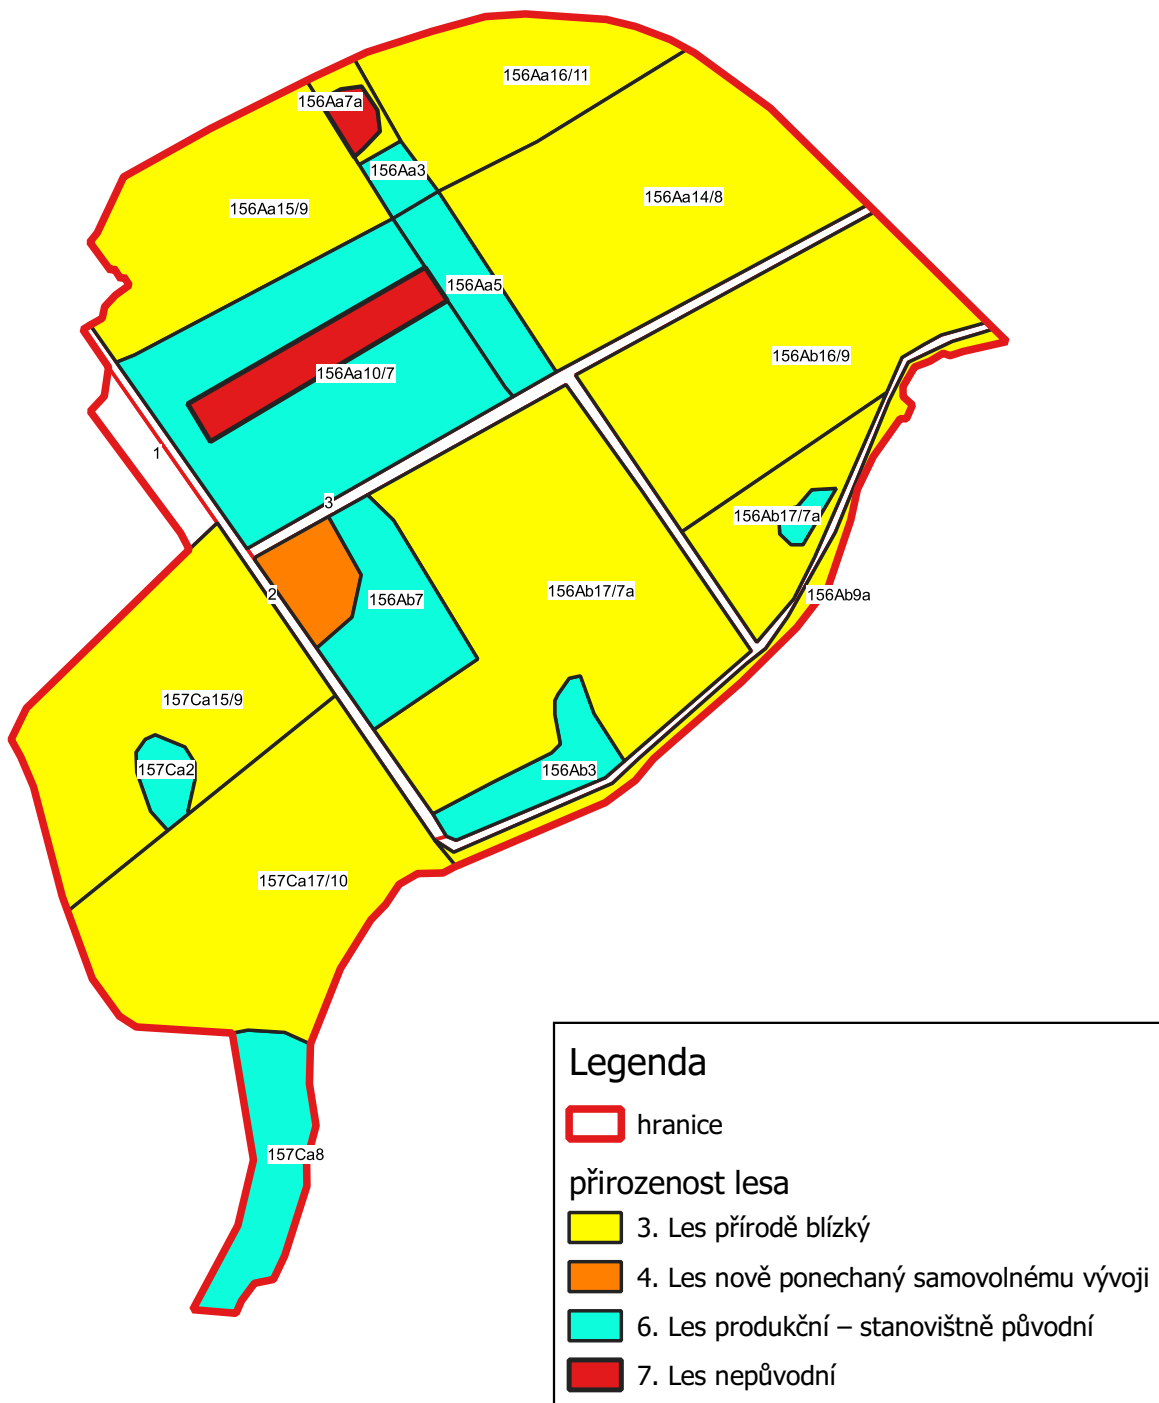 156Aa16/11
156Aa7a
156Aa3
156Aa14/8
156Aa15/9
156Aa5
156Ab16/9
156Aa10/7
1
3
156Ab17/7a
2
156Ab7
156Ab17/7a
156Ab9a
157Ca15/9
157Ca2
156Ab3
157Ca17/10
157Ca8
Legenda
hranice
přirozenost lesa
3. Les přírodě blízký
4. Les nově ponechaný samovolnému vývoji
6. Les produkční – stanovištně původní
7. Les nepůvodní